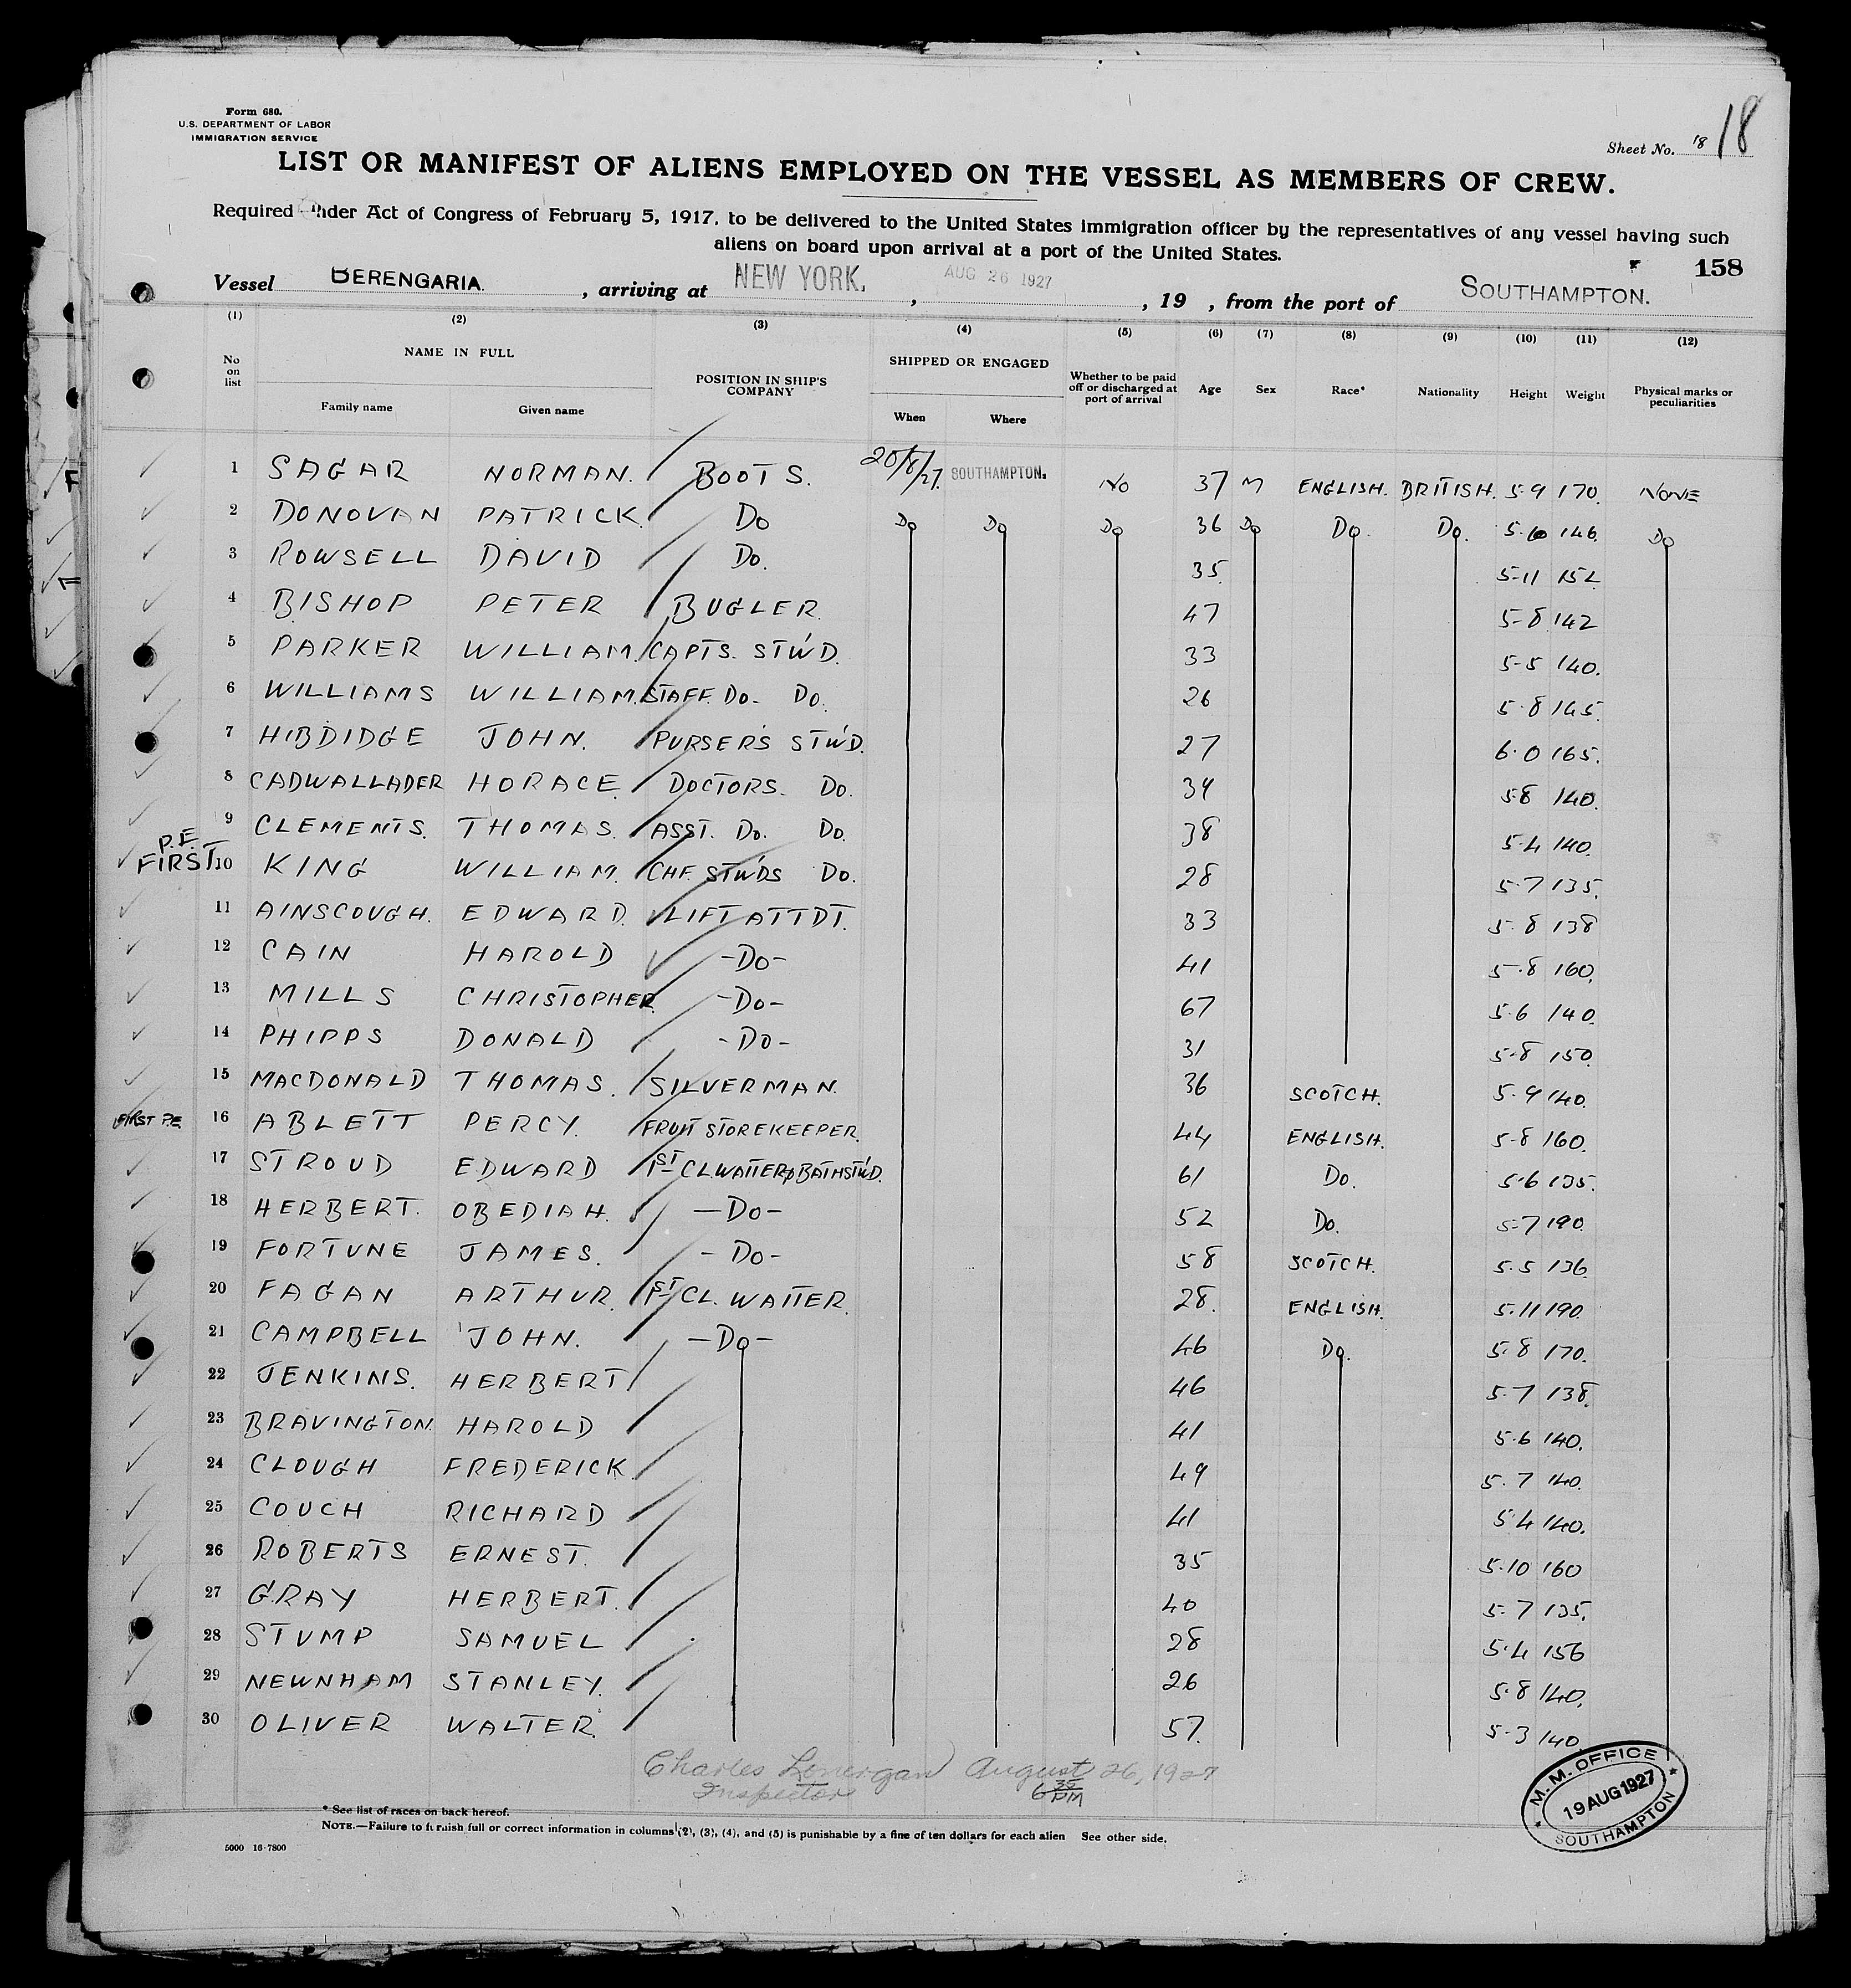 Form 680.
U.S. DEPARTMENT OF LABOR
IMMIGRATION SERVICE
Sheet No. 18 18
LIST OR MANIFEST OF ALIENS EMPLOYED ON THE VESSEL AS MEMBERS OF CREW.
Required under Act of Congress of February 5, 1917, to be delivered to the United States immigration officer by the representatives of any vessel having such
aliens on board upon arrival at a port of the United States.
158
Vessel BERENGARIA. , arriving at NEW YORK. , AUG 26 1927 , 19 , from the port of SOUTHAMPTON.
(1) (2) (3) (4) (5) (6) (7) (8) (9) (10) (11) (12)
No on list NAME IN FULL Family name Given name POSITION IN SHIP'S COMPANY SHIPPED OR ENGAGED When Where Whether to be paid off or discharged at port of arrival Age Sex Race* Nationality Height Weight Physical marks or peculiarities
1 SAGAR NORMAN. BOOTS. 20/8/27. SOUTHAMPTON. NO 37 M ENGLISH. BRITISH. 5-9 170. NONE
2 DONOVAN PATRICK. DO DO DO DO 36 DO DO. DO. 5-6 146. DO
3 ROWSELL DAVID DO. 35. 5-11 152
4 BISHOP PETER BUGLER. 47 5-8 142
5 PARKER WILLIAM. CAPTS. STW'D. 33 5-5 140.
6 WILLIAMS WILLIAM. STAFF. DO. DO. 26 5.8 145.
7 HIBDIDGE JOHN. PURSER'S STW'D. 27 6.0 165.
8 CADWALLADER HORACE. DOCTORS. DO. 34 5.8 140.
9 CLEMENTS. THOMAS. ASST. DO. DO. 38 5.4 140.
P.E. FIRST 10 KING WILLIAM. CHF. STW'DS DO. 28 5.7 135.
11 AINSCOUGH. EDWARD. LIFT ATTDT. 33 5.8 138
12 CAIN HAROLD -DO- 41 5.8 160.
13 MILLS CHRISTOPHER. -DO- 67 5.6 140.
14 PHIPPS DONALD -DO- 31 5.8 150.
15 MACDONALD THOMAS. SILVERMAN. 36 SCOTCH. 5.9 140.
FIRST P.E. 16 ABLETT PERCY. FRUIT STOREKEEPER. 44 ENGLISH. 5-8 160.
17 STROUD EDWARD 1ST CL. WAITER & BATHSTW'D. 61 DO. 5.6 135.
18 HERBERT. OBEDIAH. -DO- 52 DO. 5-7 190.
19 FORTUNE JAMES. -DO- 58 SCOTCH. 5.5 136.
20 FAGAN ARTHUR. 1ST CL. WAITER. 28. ENGLISH. 5-11 190.
21 CAMPBELL JOHN. -DO- 46 DO. 5.8 170.
22 JENKINS. HERBERT 46 5.7 138.
23 BRAVINGTON. HAROLD 41 5.6 140.
24 CLOUGH FREDERICK. 49 5.7 140.
25 COUCH RICHARD 41 5.4 140.
26 ROBERTS ERNEST. 35 5.10 160
27 GRAY HERBERT. 40 5.7 135.
28 STUMP SAMUEL 28 5.4 156
29 NEWNHAM STANLEY. 26 5.8 140.
30 OLIVER WALTER. 57. 5-3 140.
Charles Lonergan August 26, 1927
Inspector 6 35 PM
M.M. OFFICE
19 AUG 1927
SOUTHAMPTON
* See list of races on back hereof.
NOTE.—Failure to furnish full or correct information in columns (2), (3), (4), and (5) is punishable by a fine of ten dollars for each alien See other side.
5000 16-7800